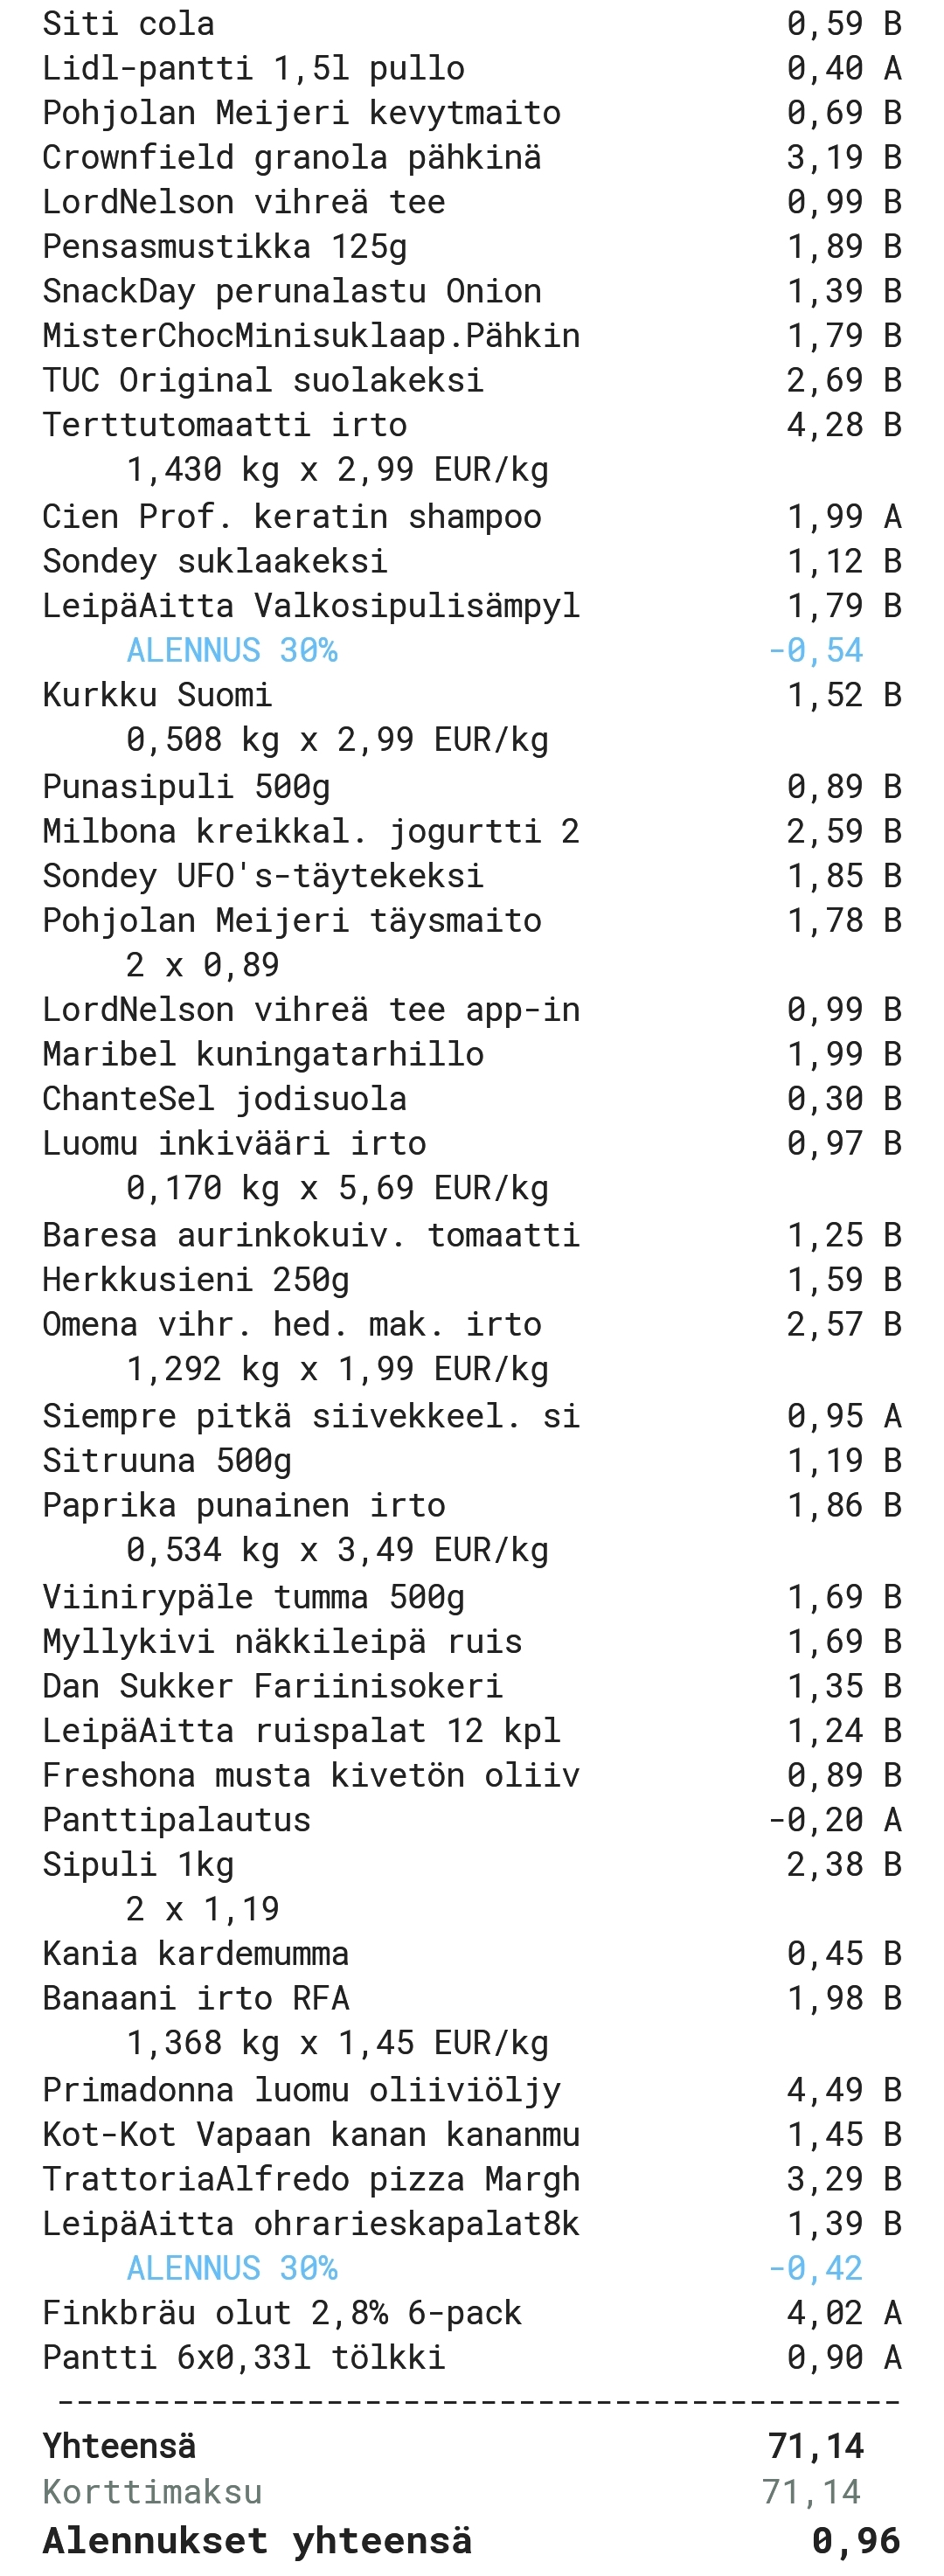 Siti cola 0,59 B
Lidl-pantti 1,5l pullo 0,40 A
Pohjolan Meijeri kevytmaito 0,69 B
Crownfield granola pähkinä 3,19 B
LordNelson vihreä tee 0,99 B
Pensasmustikka 125g 1,89 B
SnackDay perunalastu Onion 1,39 B
MisterChocMinisuklaap.Pähkin 1,79 B
TUC Original suolakeksi 2,69 B
Terttutomaatti irto 4,28 B
1,430 kg x 2,99 EUR/kg
Cien Prof. keratin shampoo 1,99 A
Sondey suklaakeksi 1,12 B
LeipäAitta Valkosipulisämpyl 1,79 B
ALENNUS 30% -0,54
Kurkku Suomi 1,52 B
0,508 kg x 2,99 EUR/kg
Punasipuli 500g 0,89 B
Milbona kreikkal. jogurtti 2 2,59 B
Sondey UFO's-täytekeksi 1,85 B
Pohjolan Meijeri täysmaito 1,78 B
2 x 0,89
LordNelson vihreä tee app-in 0,99 B
Maribel kuningatarhillo 1,99 B
ChanteSel jodisuola 0,30 B
Luomu inkivääri irto 0,97 B
0,170 kg x 5,69 EUR/kg
Baresa aurinkokuiv. tomaatti 1,25 B
Herkkusieni 250g 1,59 B
Omena vihr. hed. mak. irto 2,57 B
1,292 kg x 1,99 EUR/kg
Siempre pitkä siivekkeel. si 0,95 A
Sitruuna 500g 1,19 B
Paprika punainen irto 1,86 B
0,534 kg x 3,49 EUR/kg
Viinirypäle tumma 500g 1,69 B
Myllykivi näkkileipä ruis 1,69 B
Dan Sukker Fariinisokeri 1,35 B
LeipäAitta ruispalat 12 kpl 1,24 B
Freshona musta kivetön oliiv 0,89 B
Panttipalautus -0,20 A
Sipuli 1kg 2,38 B
2 x 1,19
Kania kardemumma 0,45 B
Banaani irto RFA 1,98 B
1,368 kg x 1,45 EUR/kg
Primadonna luomu oliiviöljy 4,49 B
Kot-Kot Vapaan kanan kananmu 1,45 B
TrattoriaAlfredo pizza Margh 3,29 B
LeipäAitta ohrarieskapalat8k 1,39 B
ALENNUS 30% -0,42
Finkbräu olut 2,8% 6-pack 4,02 A
Pantti 6x0,33l tölkki 0,90 A
--------------------------------------------
Yhteensä 71,14
Korttimaksu 71,14
Alennukset yhteensä 0,96